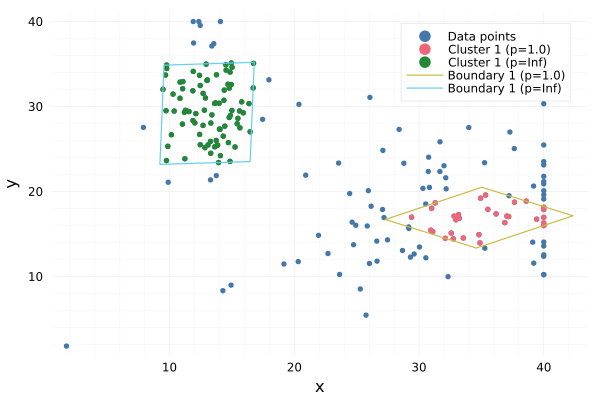 40
30
20
10
y
10
20
30
40
x
Data points
Cluster 1 (p=1.0)
Cluster 1 (p=Inf)
Boundary 1 (p=1.0)
Boundary 1 (p=Inf)